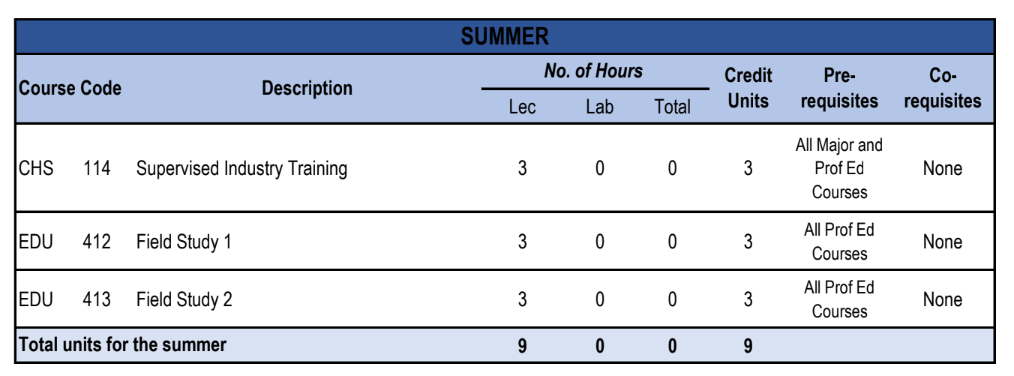 SUMMER
Course Code Description No. of Hours Credit Units Pre-requisites Co-requisites
Lec Lab Total
CHS 114 Supervised Industry Training 3 0 0 3 All Major and Prof Ed Courses None
EDU 412 Field Study 1 3 0 0 3 All Prof Ed Courses None
EDU 413 Field Study 2 3 0 0 3 All Prof Ed Courses None
Total units for the summer 9 0 0 9